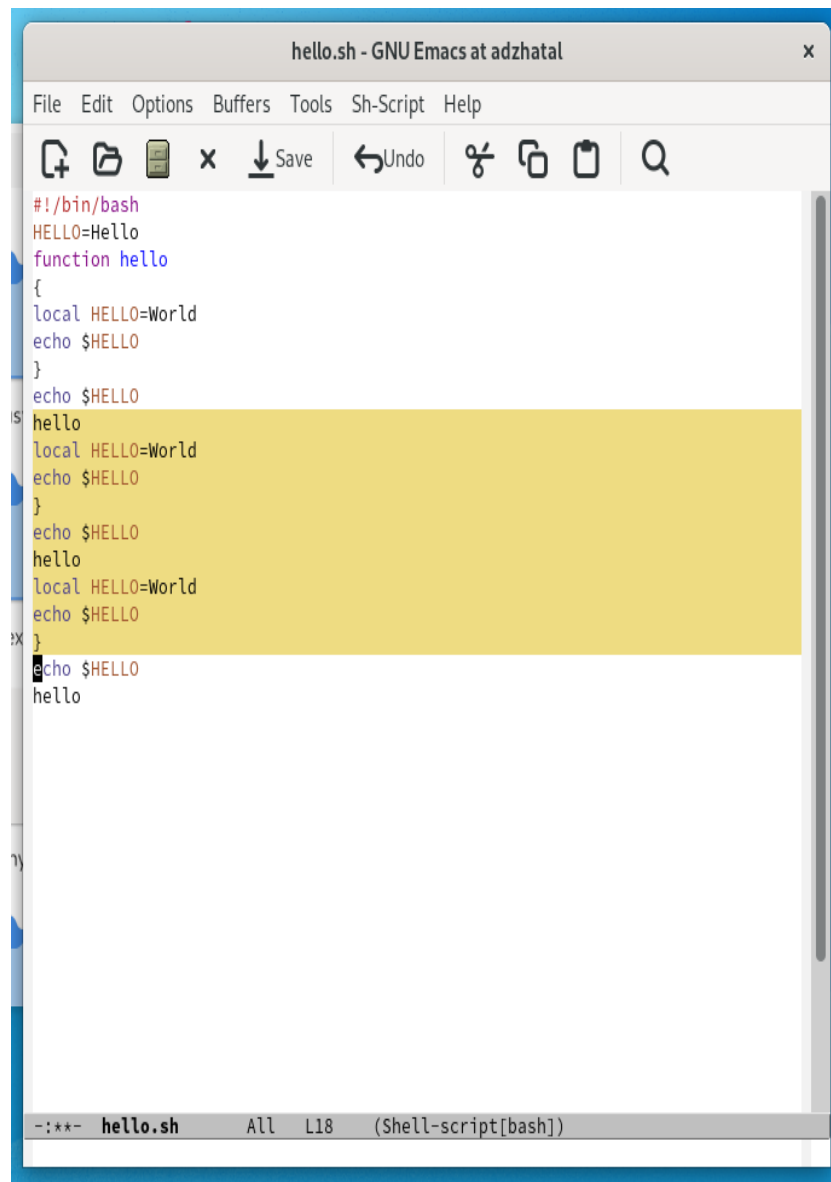 hello.sh - GNU Emacs at adzhatal x
File Edit Options Buffers Tools Sh-Script Help
Save Undo
#!/bin/bash
HELLO=Hello
function hello
{
local HELLO=World
echo $HELLO
}
echo $HELLO
hello
local HELLO=World
echo $HELLO
}
echo $HELLO
hello
local HELLO=World
echo $HELLO
}
echo $HELLO
hello
-:**- hello.sh All L18 (Shell-script[bash])